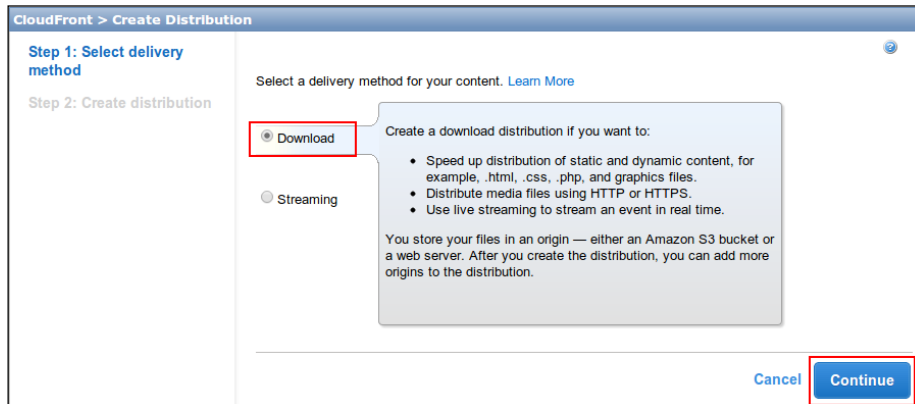 CloudFront > Create Distribution
Step 1: Select delivery
method
Step 2: Create distribution
?
Select a delivery method for your content. Learn More
Download
Create a download distribution if you want to:
• Speed up distribution of static and dynamic content, for
example, .html, .css, .php, and graphics files.
• Distribute media files using HTTP or HTTPS.
• Use live streaming to stream an event in real time.
Streaming
You store your files in an origin — either an Amazon S3 bucket or
a web server. After you create the distribution, you can add more
origins to the distribution.
Cancel
Continue